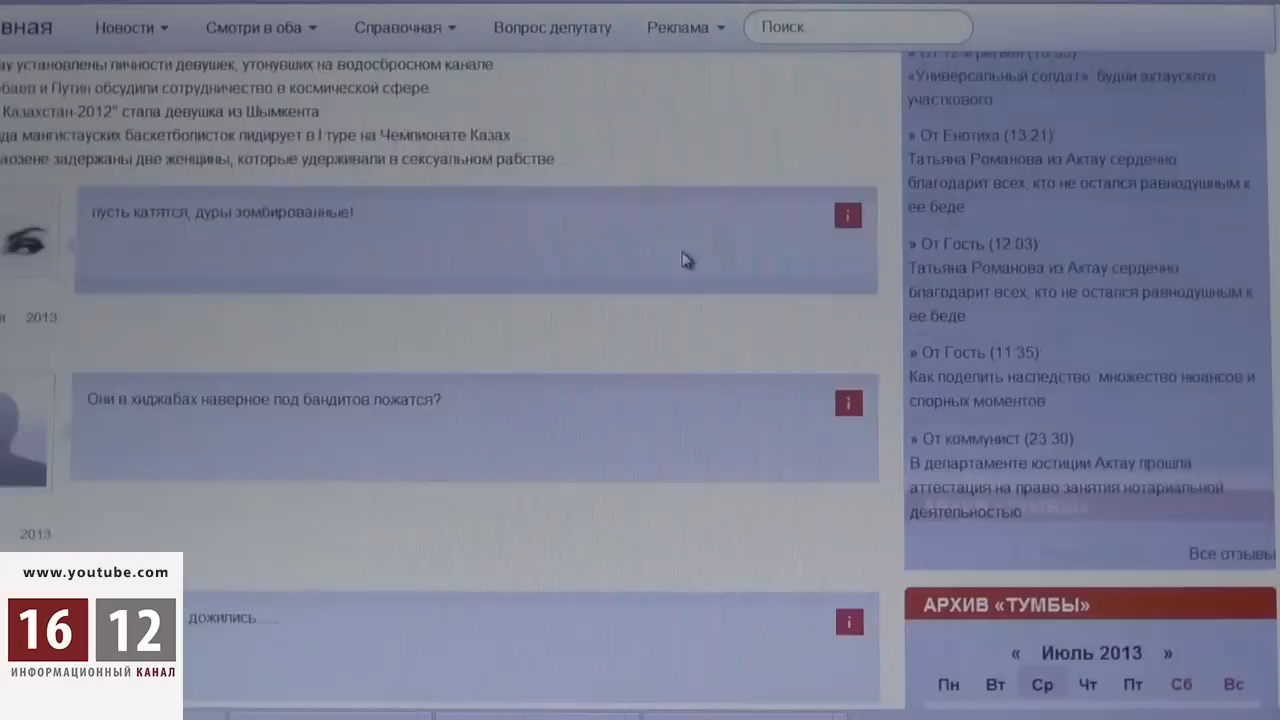 вная
Новости
Смотри в оба
Справочная
Вопрос депутату
Реклама
Поиск
ау установлены личности девушек, утонувших на водосбросном канале
баев и Путин обсудили сотрудничество в космической сфере
Казахстан-2012" стала девушка из Шымкента
да мангистауских баскетболисток лидирует в I туре на Чемпионате Казах
аозене задержаны две женщины, которые удерживали в сексуальном рабстве
пусть катятся, дуры зомбированные!
i
я 2013
Они в хиджабах наверное под бандитов ложатся?
i
2013
дожились.....
i
«Универсальный солдат» будни актауского
участкового
» От Енотиха (13:21)
Татьяна Романова из Актау сердечно
благодарит всех, кто не остался равнодушным к
ее беде
» От Гость (12:03)
Татьяна Романова из Актау сердечно
благодарит всех, кто не остался равнодушным к
ее беде
» От Гость (11:35)
Как поделить наследство множество нюансов и
спорных моментов
» От коммунист (23:30)
В департаменте юстиции Актау прошла
аттестация на право занятия нотариальной
деятельностью
Все отзывы
АРХИВ «ТУМБЫ»
« Июль 2013 »
Пн Вт Ср Чт Пт Сб Вс
www.youtube.com
16 12
ИНФОРМАЦИОННЫЙ КАНАЛ